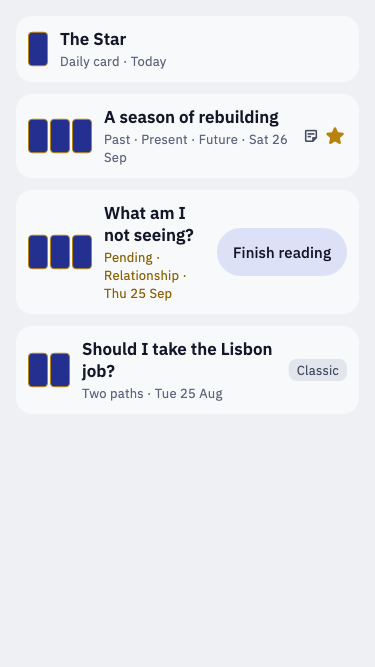 The Star
Daily card · Today
A season of rebuilding
Past · Present · Future · Sat 26
Sep
What am I
not seeing?
Pending ·
Relationship ·
Thu 25 Sep
Finish reading
Should I take the Lisbon
job?
Two paths · Tue 25 Aug
Classic